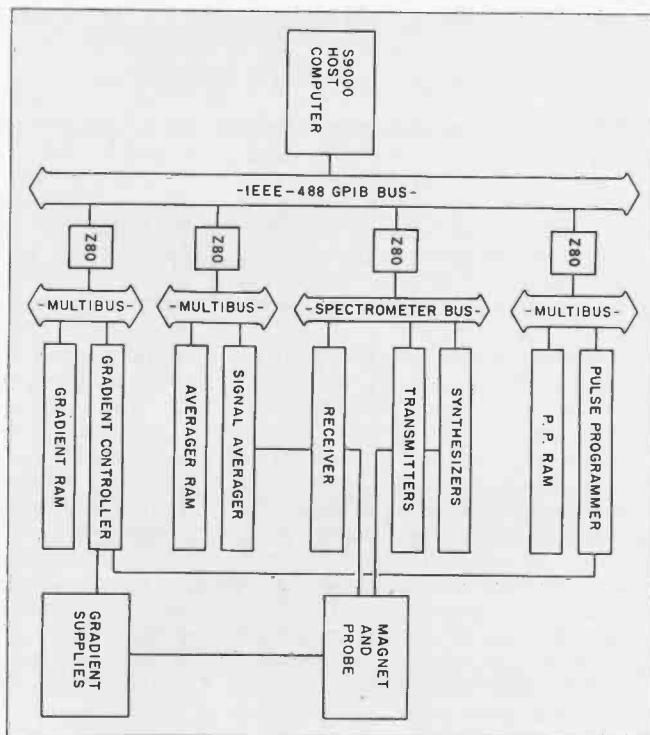 S9000
HOST
COMPUTER
-IEEE-488 GPIB BUS-
Z80
Z80
Z80
Z80
-MULTIBUS-
-MULTIBUS-
-SPECTROMETER BUS-
-MULTIBUS-
GRADIENT RAM
GRADIENT CONTROLLER
AVERAGER RAM
SIGNAL AVERAGER
RECEIVER
TRANSMITTERS
SYNTHESIZERS
P.P. RAM
PULSE PROGRAMMER
GRADIENT
SUPPLIES
MAGNET
AND
PROBE